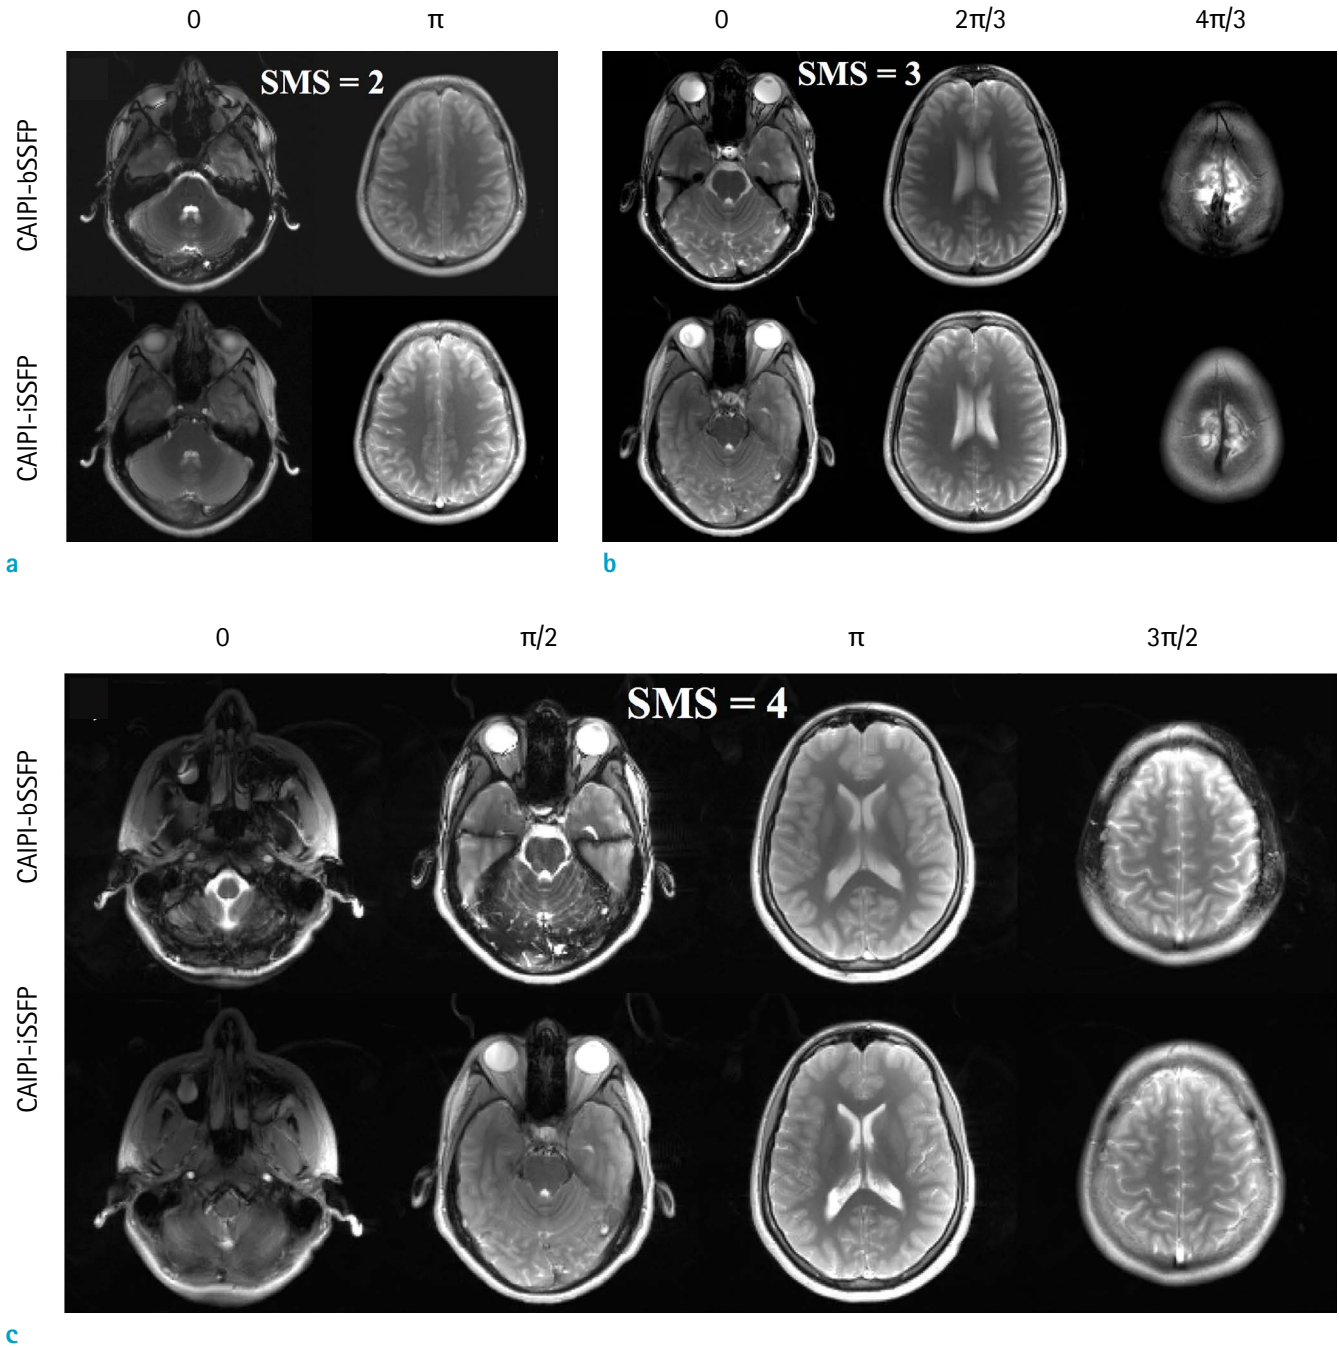 0 π
SMS = 2
CAIPI-bSSFP
CAIPI-iSSFP
a
0 2π/3 4π/3
SMS = 3
b
0 π/2 π 3π/2
SMS = 4
CAIPI-bSSFP
CAIPI-iSSFP
c